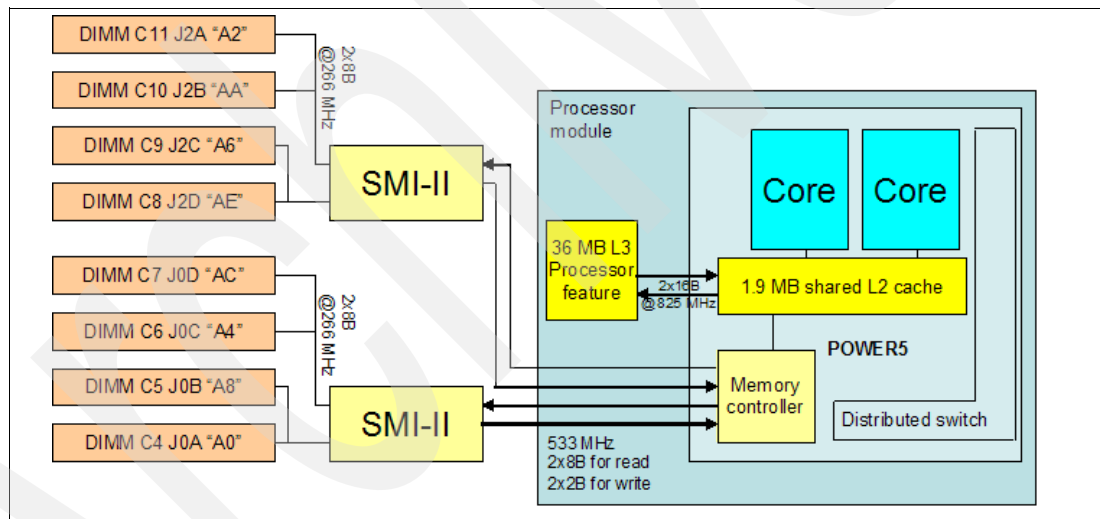 DIMM C11 J2A “A2”
DIMM C10 J2B “AA”
DIMM C9 J2C “A6”
DIMM C8 J2D “AE”
2x8B
@266 MHz
SMI-II
DIMM C7 J0D “AC”
DIMM C6 J0C “A4”
DIMM C5 J0B “A8”
DIMM C4 J0A “A0”
2x8B
@266 MHz
SMI-II
Processor
module
Core
Core
36 MB L3
Processor
feature
2x16B
@825 MHz
1.9 MB shared L2 cache
POWER5
Memory
controller
Distributed switch
533 MHz
2x8B for read
2x2B for write